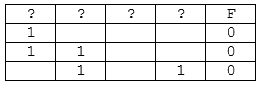 ? ? ? ? F
1 0
1 1 0
1 1 0